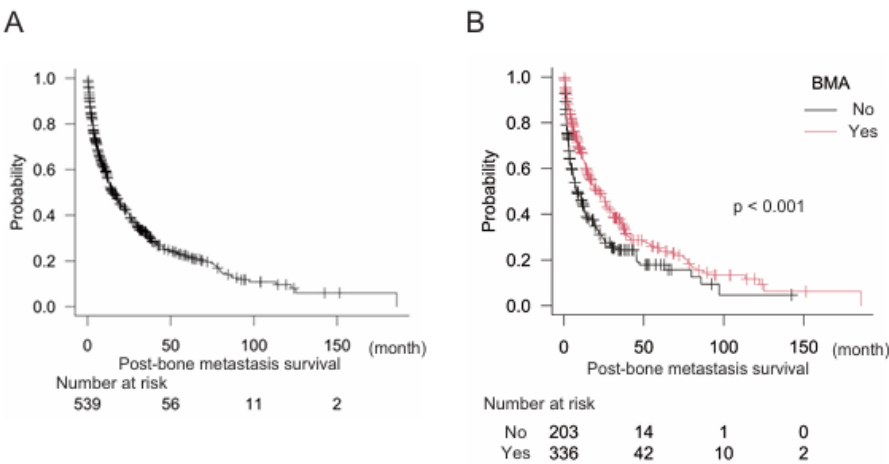 A
1.0
0.8
0.6
0.4
0.2
0.0
Probability
0 50 100 150 (month)
Post-bone metastasis survival
Number at risk
539 56 11 2
B
1.0
0.8
0.6
0.4
0.2
0.0
Probability
BMA
No
Yes
p < 0.001
0 50 100 150 (month)
Post-bone metastasis survival
Number at risk
No 203 14 1 0
Yes 336 42 10 2